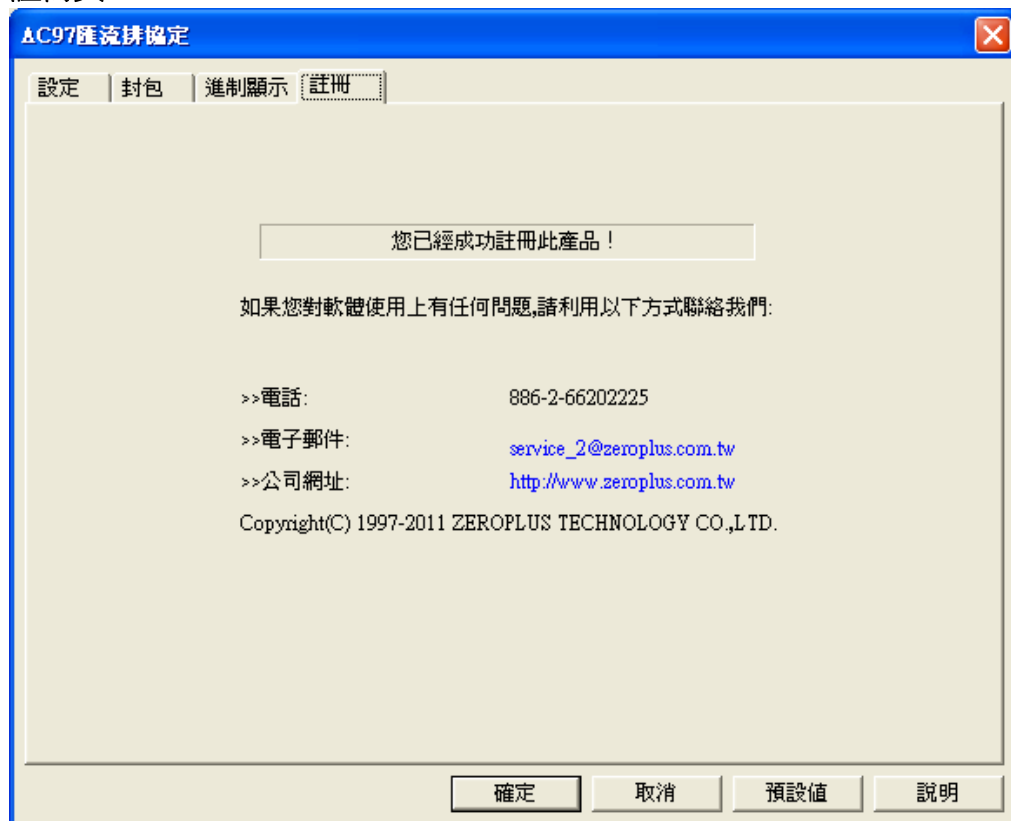 AC97匯流排協定
設定 封包 進制顯示 註冊
您已經成功註冊此產品！
如果您對軟體使用上有任何問題,請利用以下方式聯絡我們:
>>電話: 886-2-66202225
>>電子郵件: service_2@zeroplus.com.tw
>>公司網址: http://www.zeroplus.com.tw
Copyright(C) 1997-2011 ZEROPLUS TECHNOLOGY CO.,LTD.
確定 取消 預設值 說明